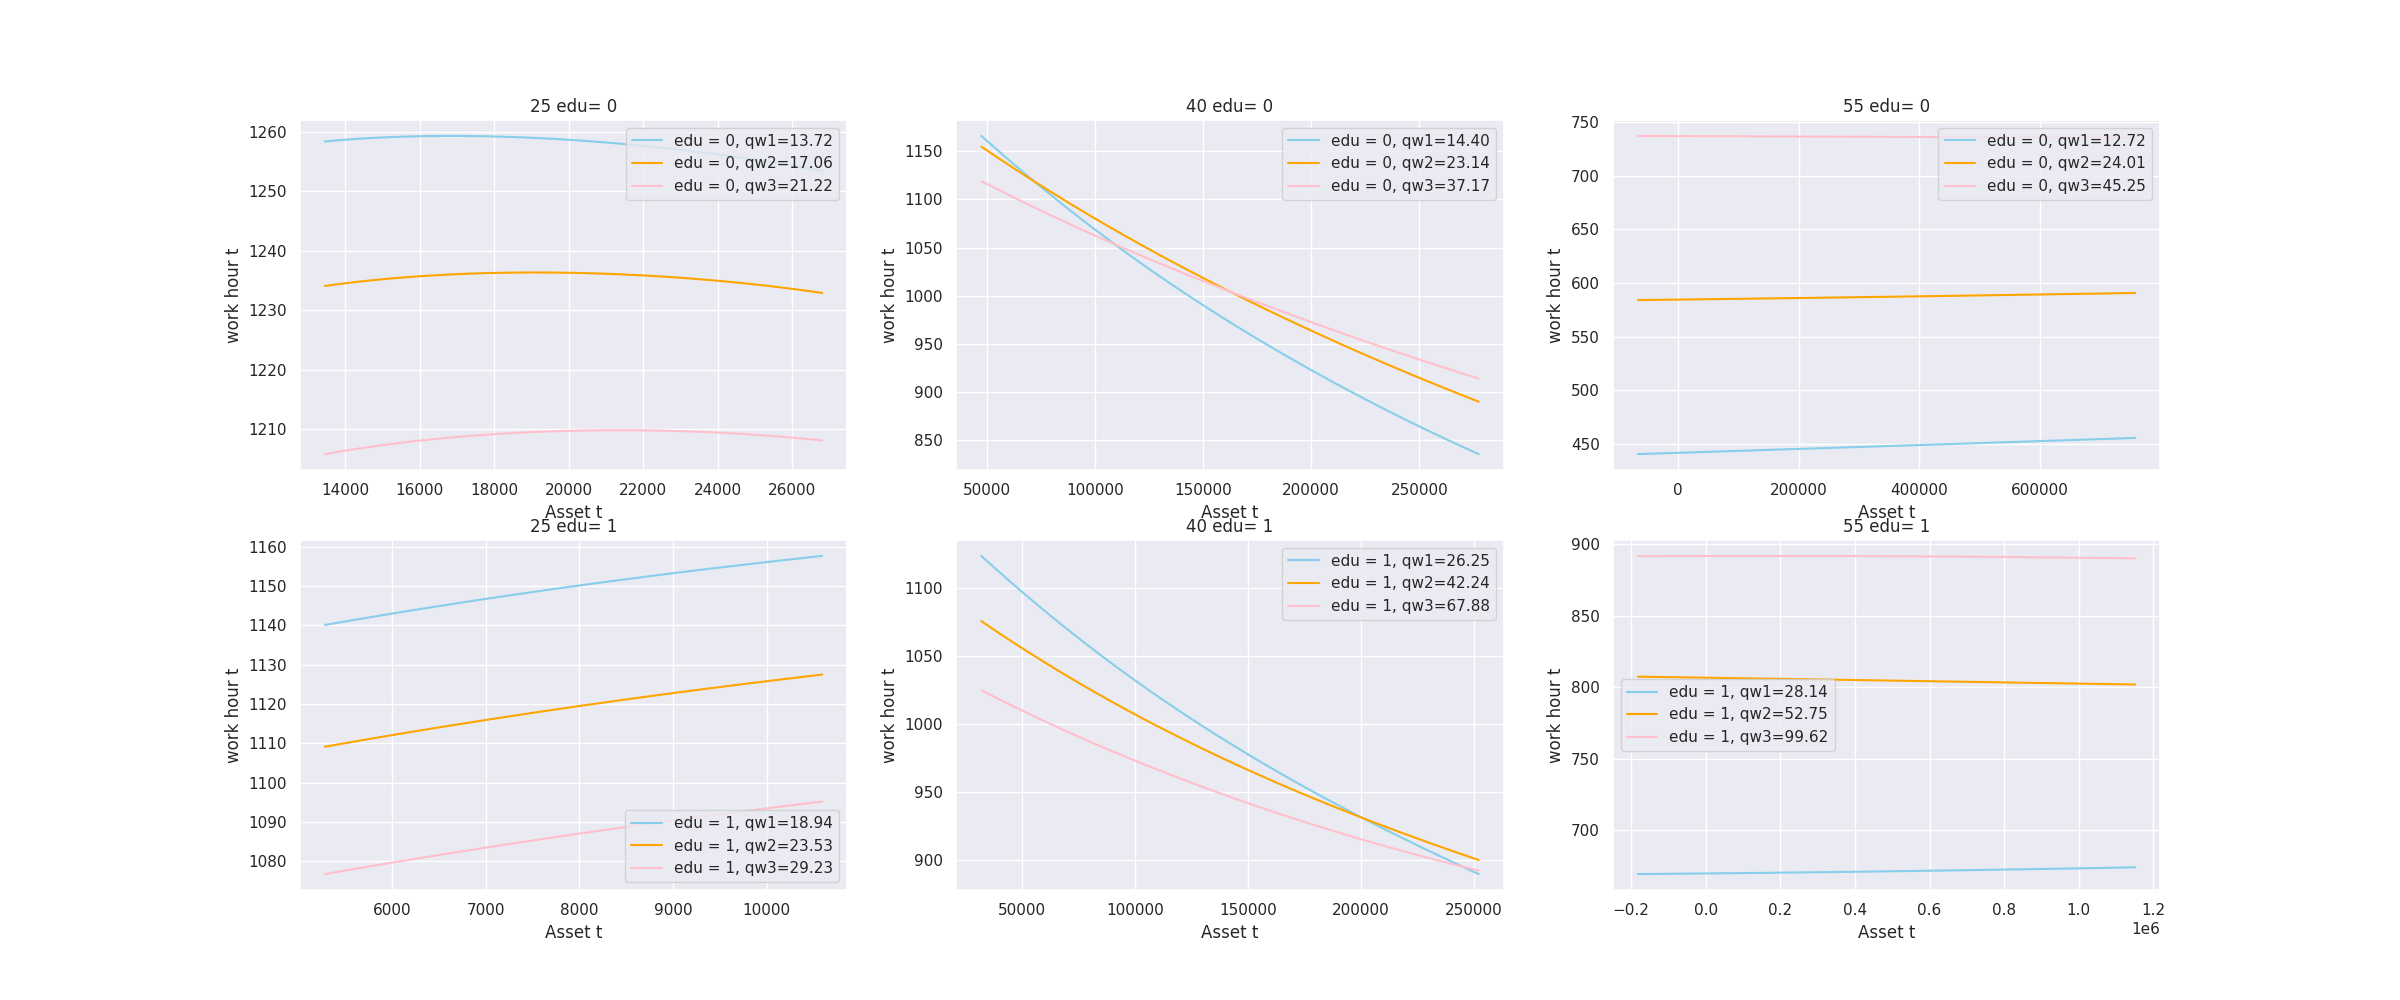 25 edu= 0
1260
1250
1240
1230
1220
1210
work hour t
edu = 0, qw1=13.72
edu = 0, qw2=17.06
edu = 0, qw3=21.22
14000 16000 18000 20000 22000 24000 26000
Asset t
40 edu= 0
1150
1100
1050
1000
950
900
850
work hour t
edu = 0, qw1=14.40
edu = 0, qw2=23.14
edu = 0, qw3=37.17
50000 100000 150000 200000 250000
Asset t
55 edu= 0
750
700
650
600
550
500
450
work hour t
edu = 0, qw1=12.72
edu = 0, qw2=24.01
edu = 0, qw3=45.25
0 200000 400000 600000
Asset t
25 edu= 1
1160
1150
1140
1130
1120
1110
1100
1090
1080
work hour t
edu = 1, qw1=18.94
edu = 1, qw2=23.53
edu = 1, qw3=29.23
6000 7000 8000 9000 10000
Asset t
40 edu= 1
1100
1050
1000
950
900
work hour t
edu = 1, qw1=26.25
edu = 1, qw2=42.24
edu = 1, qw3=67.88
50000 100000 150000 200000 250000
Asset t
55 edu= 1
900
850
800
750
700
work hour t
edu = 1, qw1=28.14
edu = 1, qw2=52.75
edu = 1, qw3=99.62
−0.2 0.0 0.2 0.4 0.6 0.8 1.0 1.2
1e6
Asset t